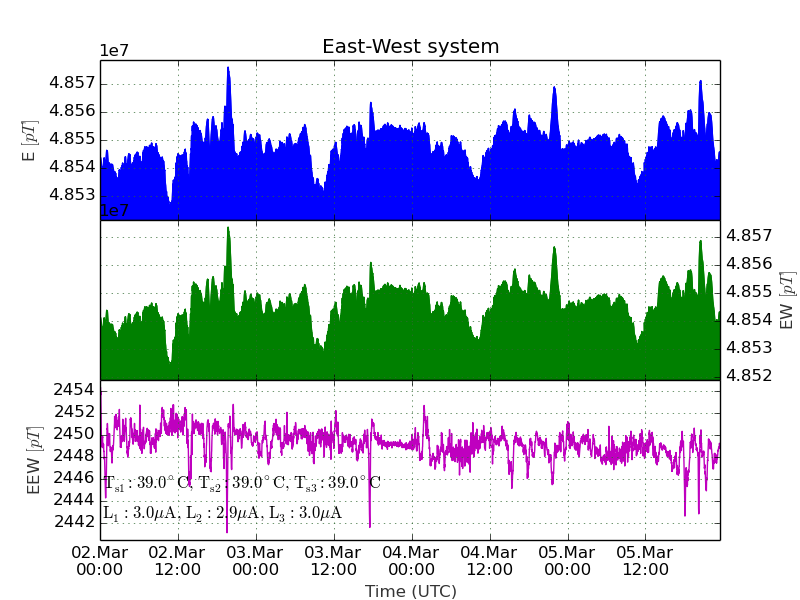 East-West system
1e7
4.857
4.856
4.855
4.854
4.853
E [pT]
1e7
4.857
4.856
4.855
4.854
4.853
4.852
EW [pT]
2454
2452
2450
2448
2446
2444
2442
EEW [pT]
T_s1 : 39.0°C, T_s2 : 39.0°C, T_s3 : 39.0°C
L_1 : 3.0μA, L_2 : 2.9μA, L_3 : 3.0μA
02.Mar 02.Mar 03.Mar 03.Mar 04.Mar 04.Mar 05.Mar 05.Mar
00:00 12:00 00:00 12:00 00:00 12:00 00:00 12:00
Time (UTC)